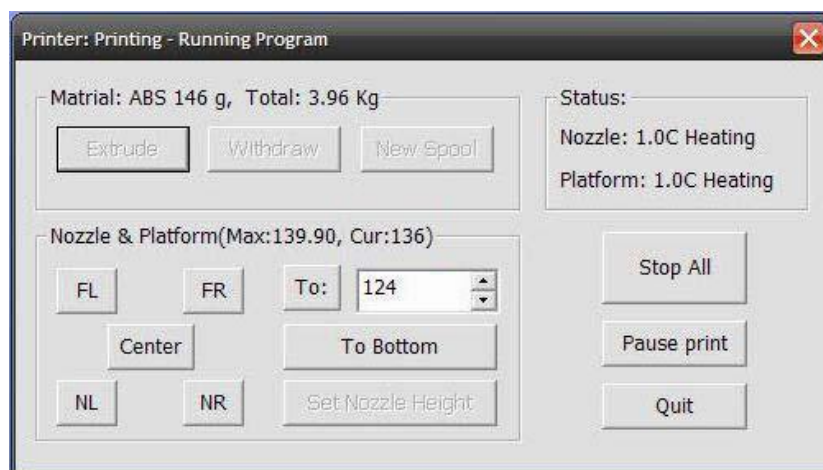 Printer: Printing - Running Program
Matrial: ABS 146 g, Total: 3.96 Kg
Extrude Withdraw New Spool
Status:
Nozzle: 1.0C Heating
Platform: 1.0C Heating
Nozzle & Platform(Max:139.90, Cur:136)
FL FR To: 124
Center To Bottom
NL NR Set Nozzle Height
Stop All
Pause print
Quit